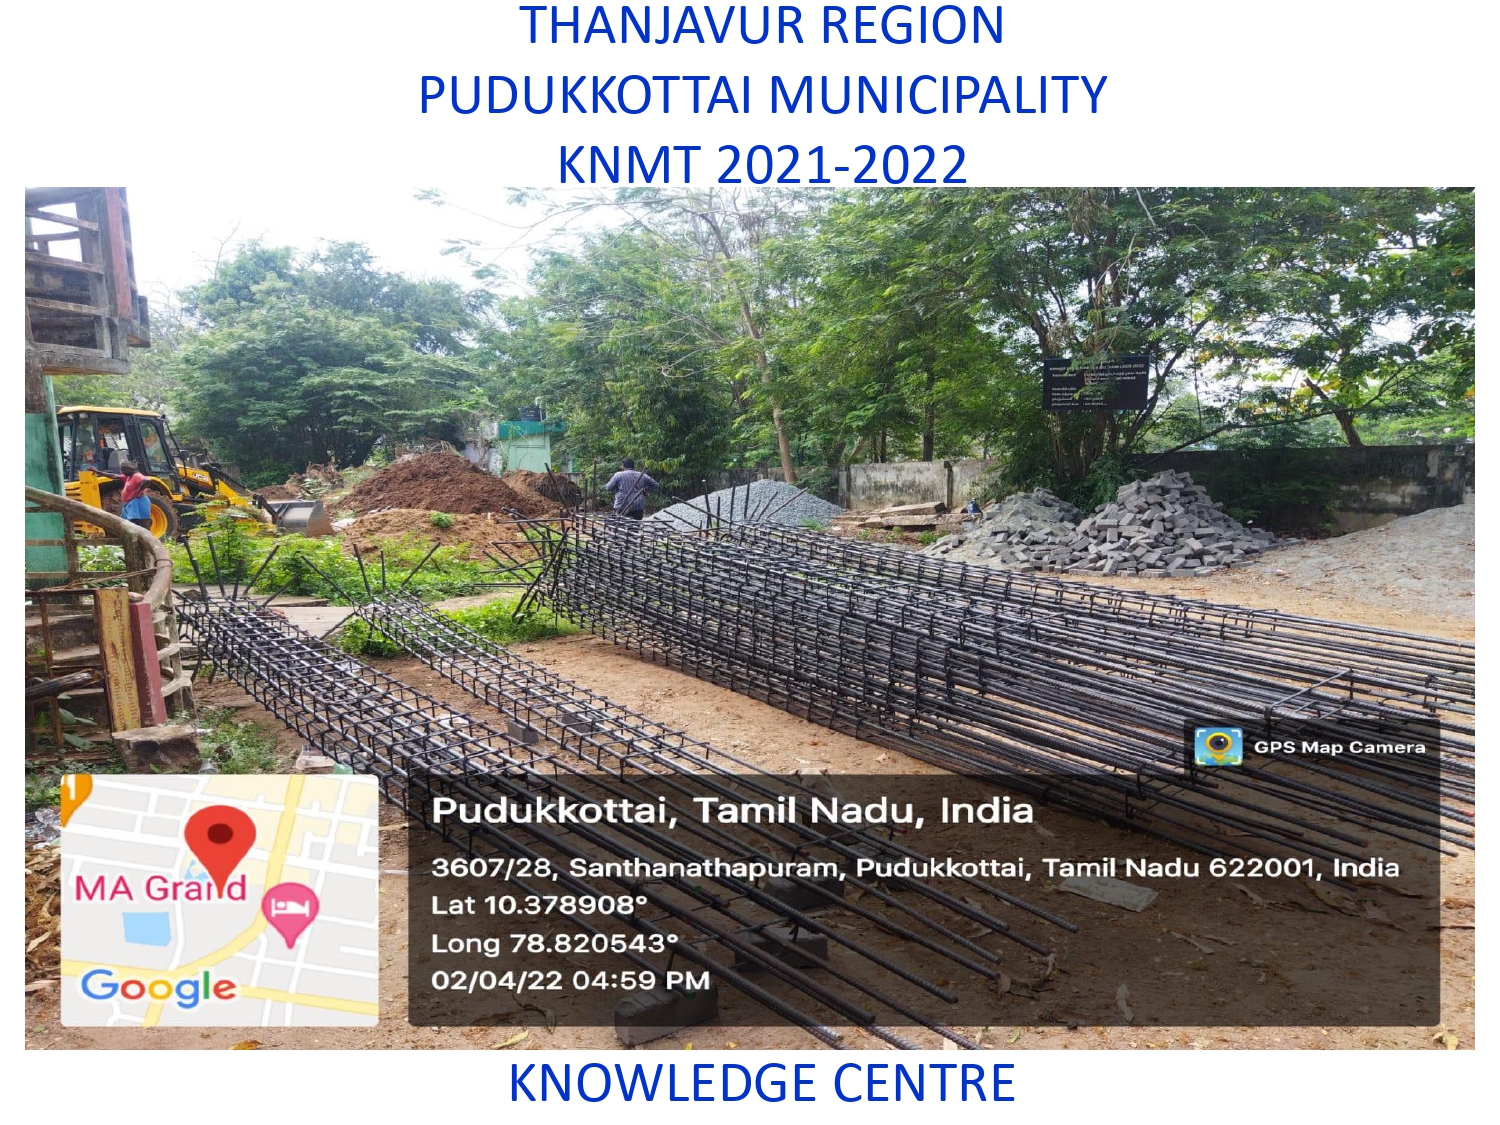 THANJAVUR REGION
PUDUKKOTTAI MUNICIPALITY
KNMT 2021-2022
JCB
GPS Map Camera
MA Grand
Google
Pudukkottai, Tamil Nadu, India
3607/28, Santhanathapuram, Pudukkottai, Tamil Nadu 622001, India
Lat 10.378908°
Long 78.820543°
02/04/22 04:59 PM
KNOWLEDGE CENTRE